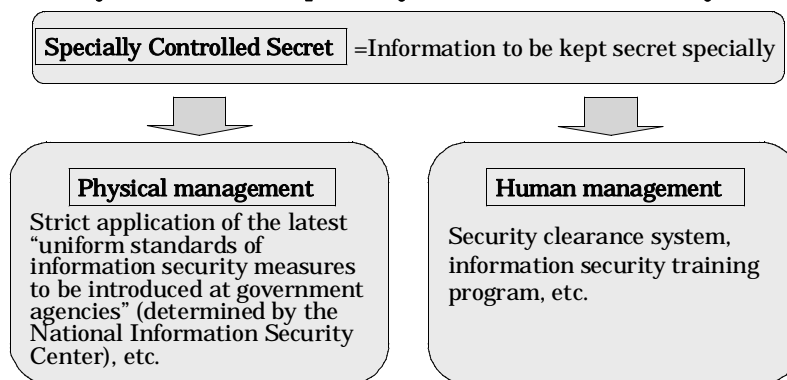 Specially Controlled Secret =Information to be kept secret specially
Physical management
Strict application of the latest
“uniform standards of
information security measures
to be introduced at government
agencies” (determined by the
National Information Security
Center), etc.
Human management
Security clearance system,
information security training
program, etc.